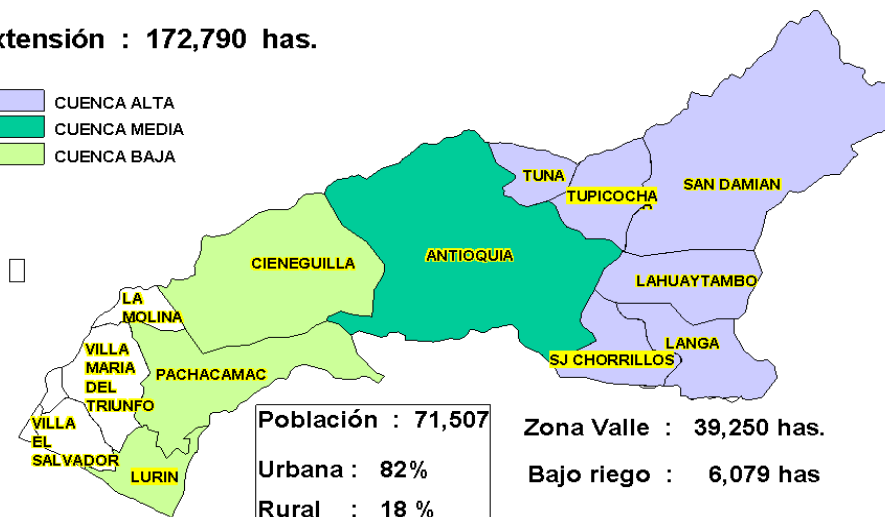 xtensión : 172,790 has.
CUENCA ALTA
CUENCA MEDIA
CUENCA BAJA
TUNA
TUPICOCHA
SAN DAMIAN
CIENEGUILLA
ANTIOQUIA
LAHUAYTAMBO
LA
MOLINA
VILLA
MARIA
DEL
TRIUNFO
PACHACAMAC
SJ CHORRILLOS
LANGA
VILLA
EL
SALVADOR
LURIN
Población : 71,507
Urbana : 82%
Rural : 18 %
Zona Valle : 39,250 has.
Bajo riego : 6,079 has